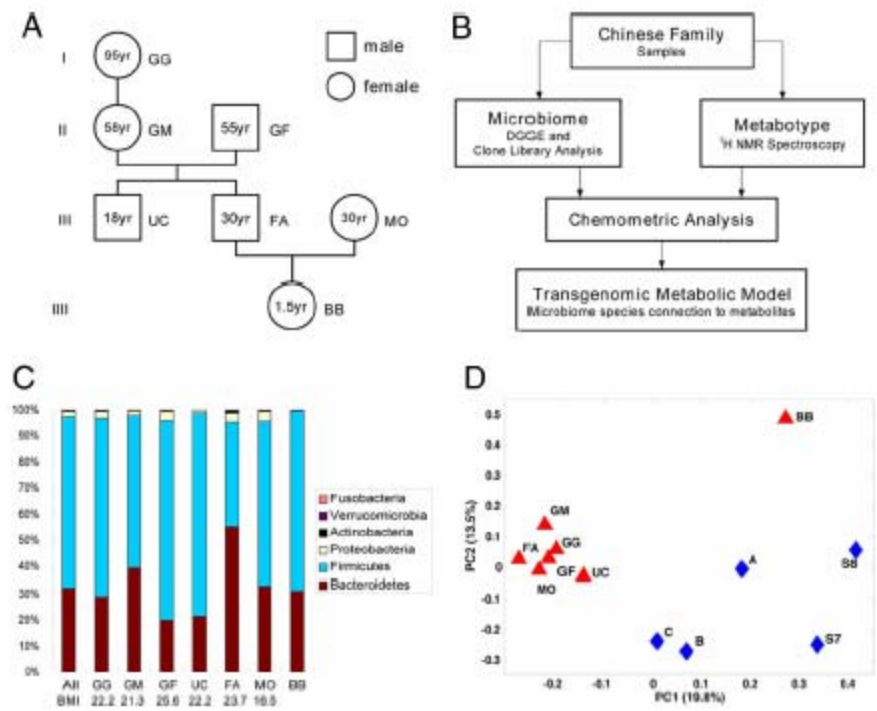 A
I
95yr
GG
male
female
II
58yr
GM
55yr
GF
III
18yr
UC
30yr
FA
30yr
MO
IIII
1.5yr
BB
B
Chinese Family
Samples
Microbiome
DGGE and
Clone Library Analysis
Metabotype
¹H NMR Spectroscopy
Chemometric Analysis
Transgenomic Metabolic Model
Microbiome species connection to metabolites
C
100%
90%
80%
70%
60%
50%
40%
30%
20%
10%
0%
All GG GM GF UC FA MO BB
BMI 22.2 21.3 25.6 22.2 23.7 16.5
Fusobacteria
Verrucomicrobia
Actinobacteria
Proteobacteria
Firmicutes
Bacteroidetes
D
PC2 (13.5%)
0.5
0.4
0.3
0.2
0.1
0
-0.1
-0.2
-0.3
BB
GM
FA
GG
GF
UC
MO
A
S8
C
B
S7
-0.2 -0.1 0 0.1 0.2 0.3 0.4
PC1 (19.8%)